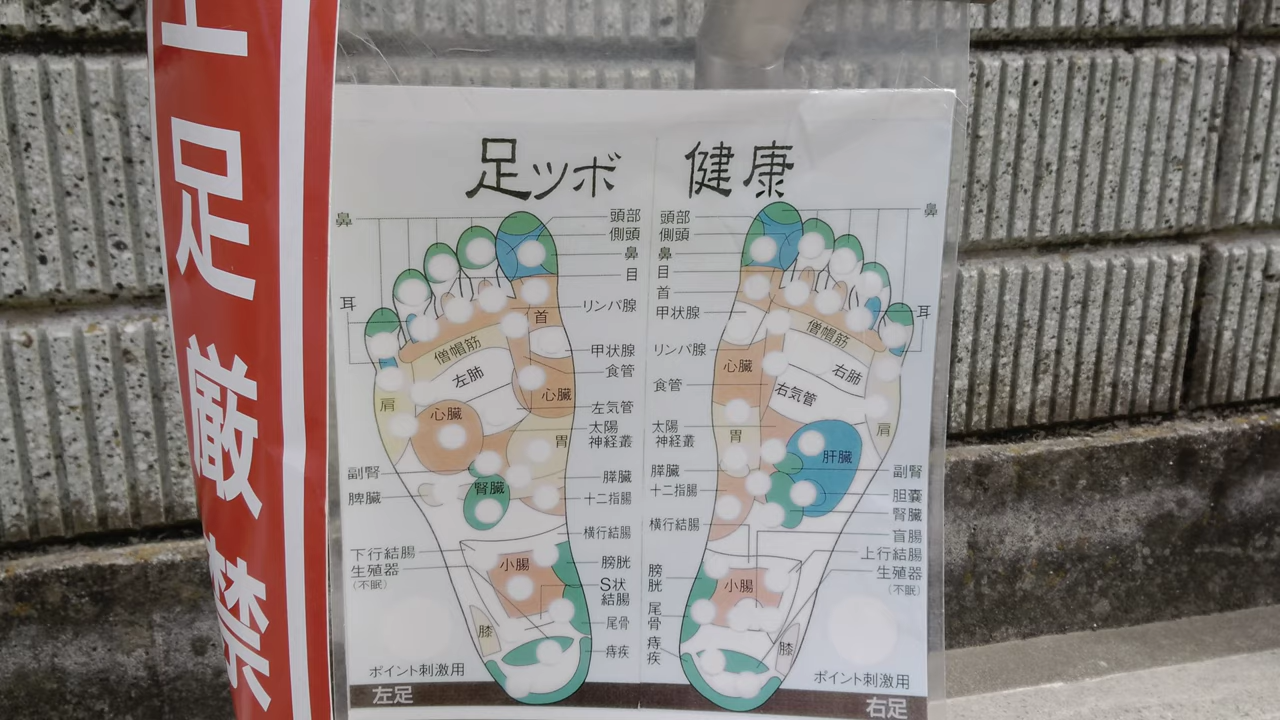 土足厳禁
足ツボ 健康
鼻
耳
頭部
側頭
鼻
目
リンパ腺
首
甲状腺
食管
僧帽筋
左肺
心臓
心臓
肩
左気管
太陽
神経叢
胃
副腎
脾臓
腎臓
膵臓
十二指腸
横行結腸
下行結腸
生殖器
(不眠)
小腸
膀胱
S状
結腸
尾骨
膝
痔疾
ポイント刺激用
左足
頭部
側頭
鼻
目
首
甲状腺
リンパ腺
食管
鼻
耳
僧帽筋
心臓
右肺
右気管
肩
太陽
神経叢
胃
肝臓
膵臓
十二指腸
横行結腸
副腎
胆嚢
腎臓
盲腸
上行結腸
生殖器
(不眠)
膀
胱
小腸
尾
骨
痔
疾
膝
ポイント刺激用
右足